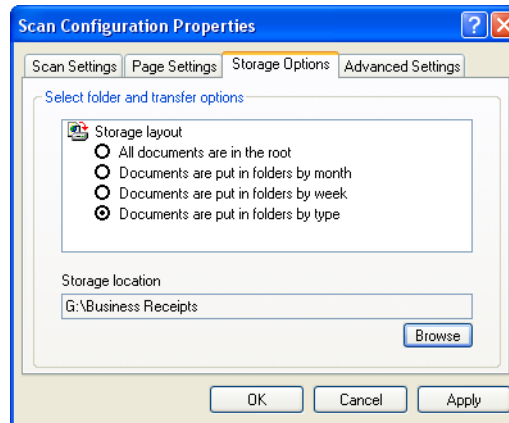 Scan Configuration Properties
Scan Settings Page Settings Storage Options Advanced Settings
Select folder and transfer options
Storage layout
All documents are in the root
Documents are put in folders by month
Documents are put in folders by week
Documents are put in folders by type
Storage location
G:\Business Receipts
Browse
OK Cancel Apply